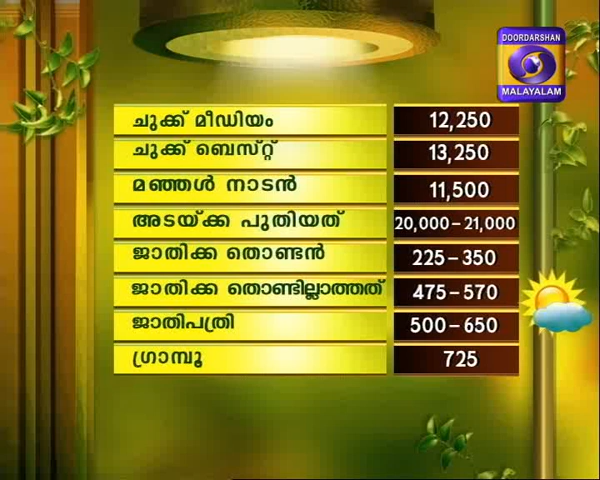 DOORDARSHAN
MALAYALAM
ചുക്ക് മീഡിയം 12,250
ചുക്ക് ബെസ്റ്റ് 13,250
മഞ്ഞൾ നാടൻ 11,500
അടയ്ക്ക പുതിയത് 20,000–21,000
ജാതിക്ക തൊണ്ടൻ 225–350
ജാതിക്ക തൊണ്ടില്ലാത്തത് 475–570
ജാതിപത്രി 500–650
ഗ്രാമ്പൂ 725